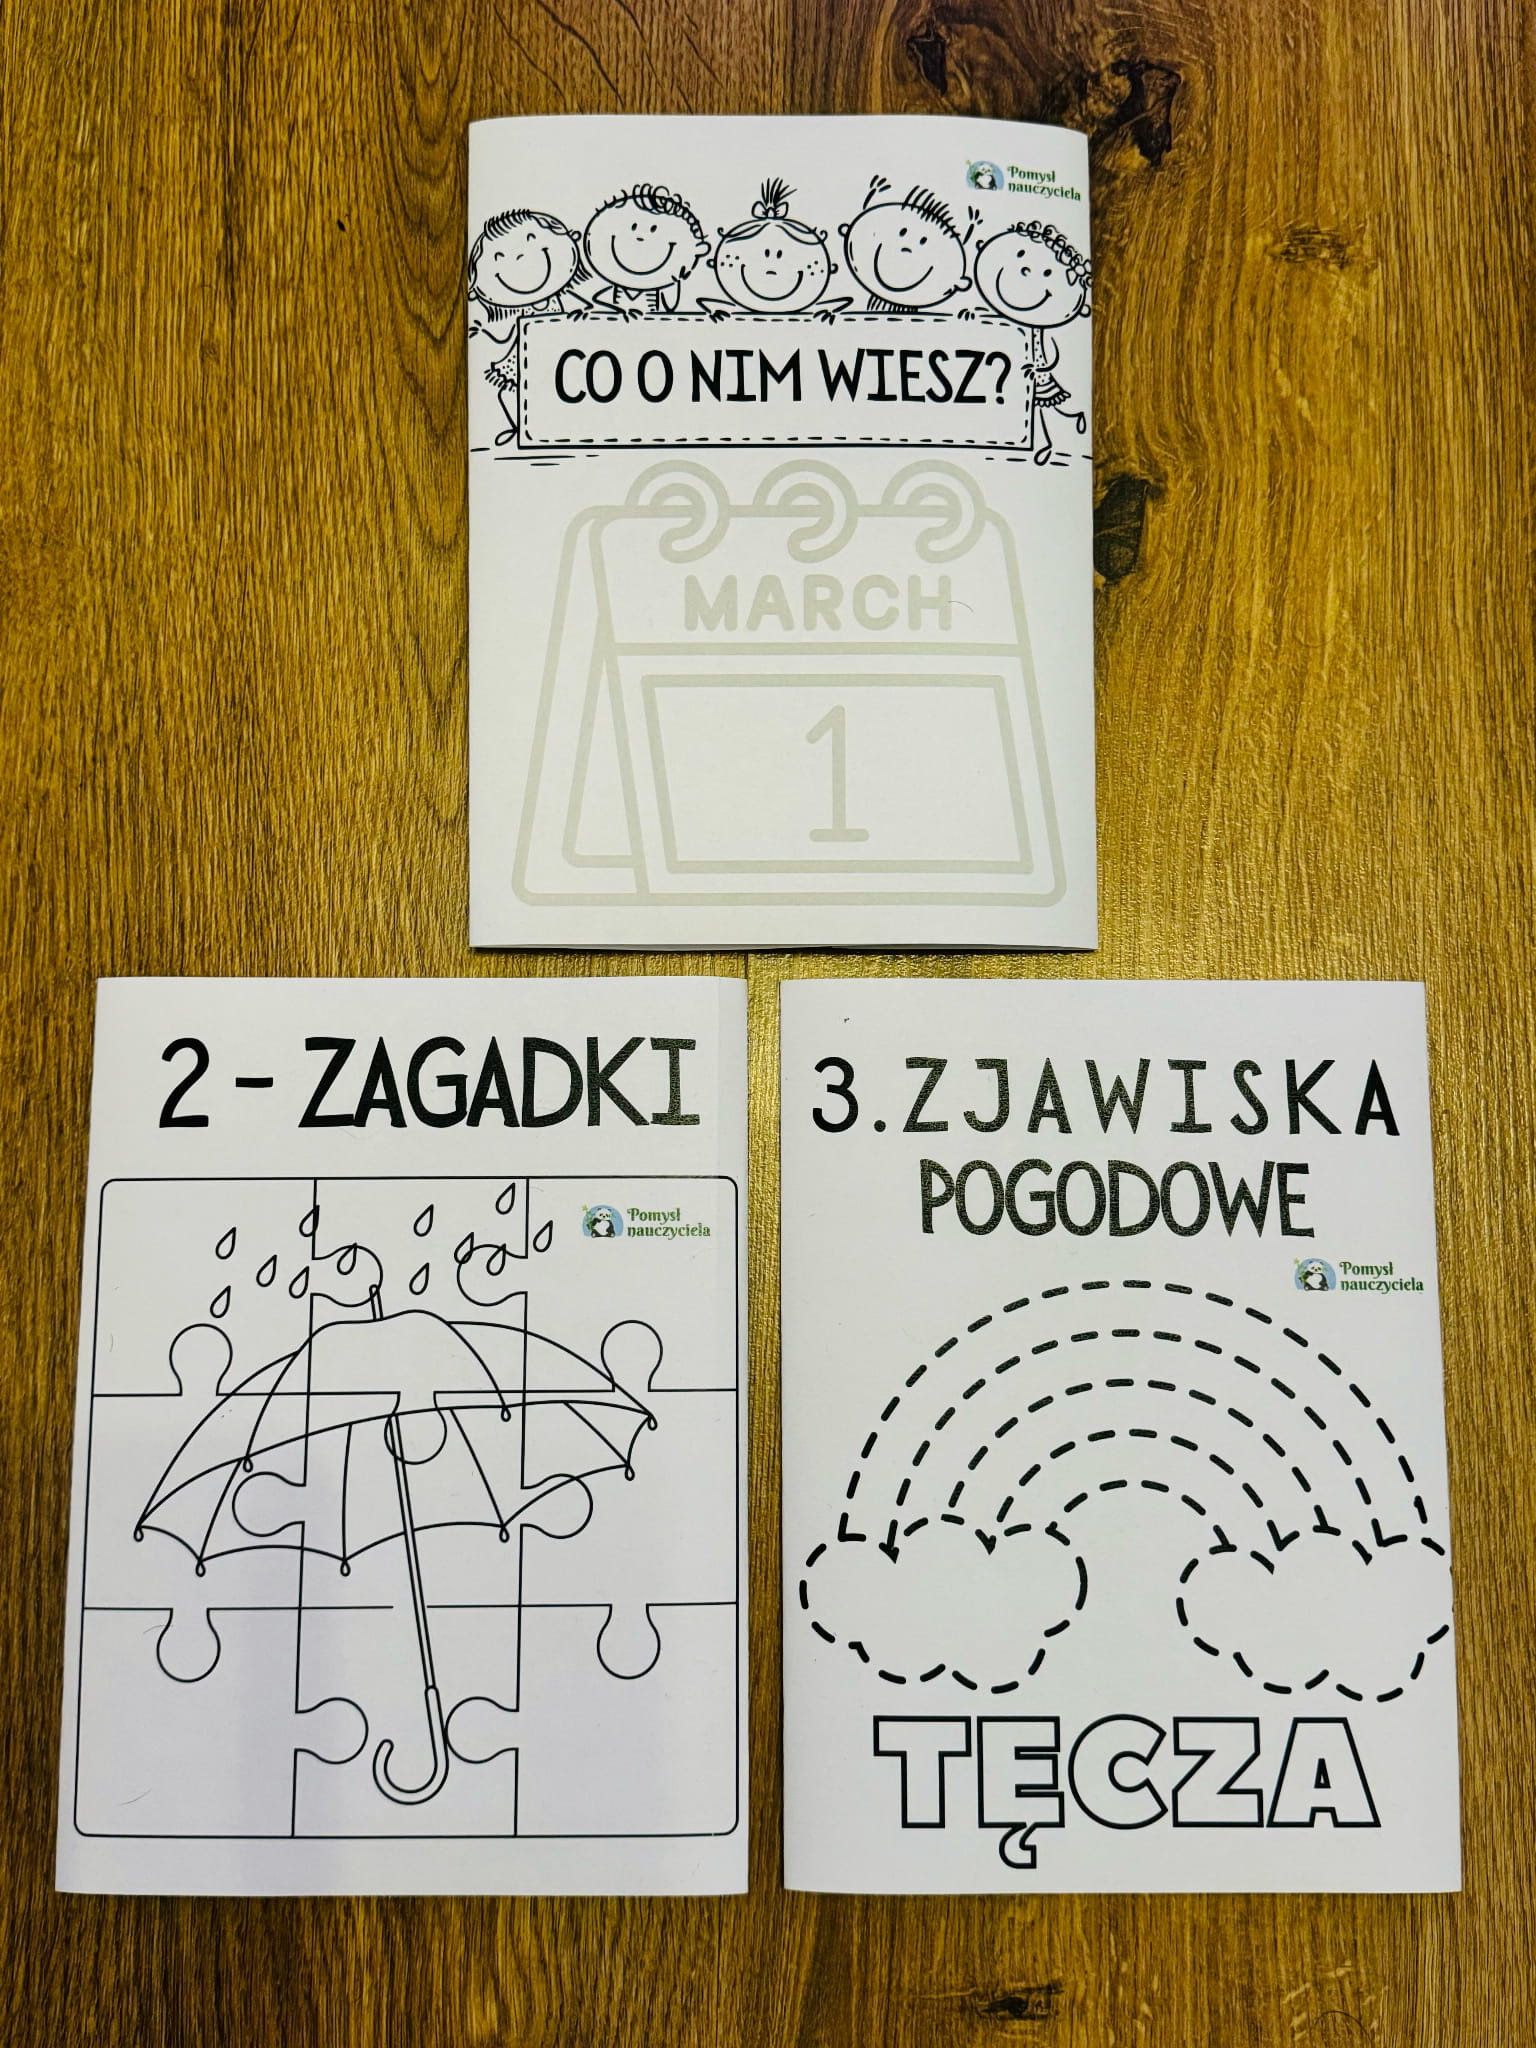 Pomysł
nauczyciela
CO O NIM WIESZ?
MARCH
1
2 - ZAGADKI
Pomysł
nauczyciela
3. ZJAWISKA
POGODOWE
Pomysł
nauczyciela
TĘCZA